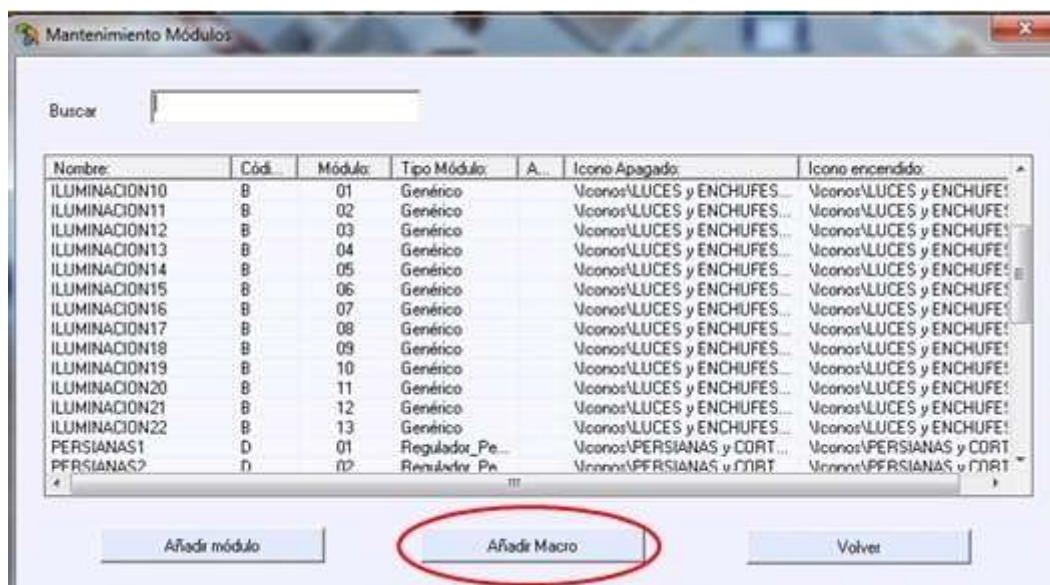 Mantenimiento Módulos
Buscar
Nombre: Códi... Módulo: Tipo Módulo: A... Icono Apagado: Icono encendido:
ILUMINACION10 B 01 Genérico \Iconos\LUCES y ENCHUFES... \Iconos\LUCES y ENCHUFES
ILUMINACION11 B 02 Genérico \Iconos\LUCES y ENCHUFES... \Iconos\LUCES y ENCHUFES
ILUMINACION12 B 03 Genérico \Iconos\LUCES y ENCHUFES... \Iconos\LUCES y ENCHUFES
ILUMINACION13 B 04 Genérico \Iconos\LUCES y ENCHUFES... \Iconos\LUCES y ENCHUFES
ILUMINACION14 B 05 Genérico \Iconos\LUCES y ENCHUFES... \Iconos\LUCES y ENCHUFES
ILUMINACION15 B 06 Genérico \Iconos\LUCES y ENCHUFES... \Iconos\LUCES y ENCHUFES
ILUMINACION16 B 07 Genérico \Iconos\LUCES y ENCHUFES... \Iconos\LUCES y ENCHUFES
ILUMINACION17 B 08 Genérico \Iconos\LUCES y ENCHUFES... \Iconos\LUCES y ENCHUFES
ILUMINACION18 B 09 Genérico \Iconos\LUCES y ENCHUFES... \Iconos\LUCES y ENCHUFES
ILUMINACION19 B 10 Genérico \Iconos\LUCES y ENCHUFES... \Iconos\LUCES y ENCHUFES
ILUMINACION20 B 11 Genérico \Iconos\LUCES y ENCHUFES... \Iconos\LUCES y ENCHUFES
ILUMINACION21 B 12 Genérico \Iconos\LUCES y ENCHUFES... \Iconos\LUCES y ENCHUFES
ILUMINACION22 B 13 Genérico \Iconos\LUCES y ENCHUFES... \Iconos\LUCES y ENCHUFES
PERSIANAS1 D 01 Regulador_Pe... \Iconos\PERSIANAS y CORT... \Iconos\PERSIANAS y CORT
PERSIANAS2 D 02 Regulador_Pe... \Iconos\PERSIANAS y CORT... \Iconos\PERSIANAS y CORT
Añadir módulo Añadir Macro Volver